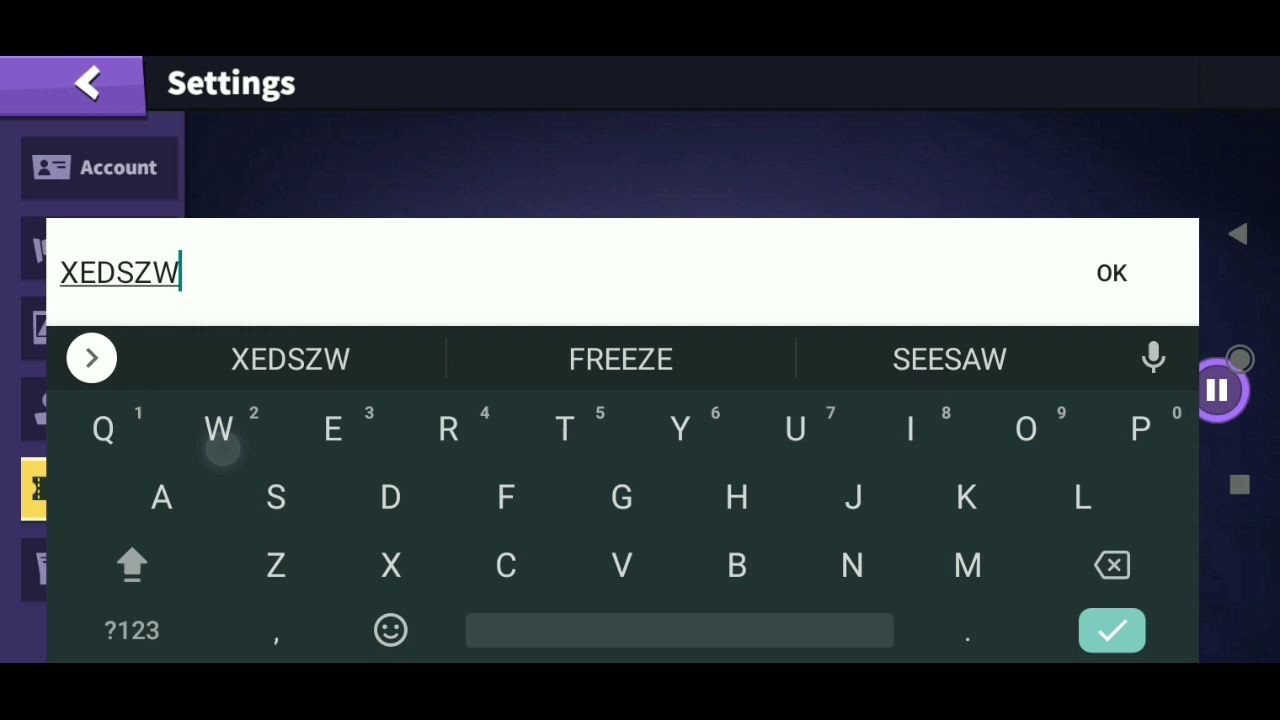 Settings
Account
XEDSZW
OK
XEDSZW FREEZE SEESAW
Q 1 W 2 E 3 R 4 T 5 Y 6 U 7 I 8 O 9 P 0
A S D F G H J K L
Z X C V B N M
?123 , .